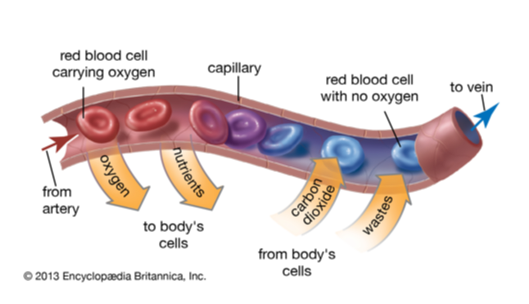 red blood cell
carrying oxygen
capillary
red blood cell
with no oxygen
to vein
from
artery
oxygen
nutrients
to body's
cells
carbon
dioxide
wastes
from body's
cells
© 2013 Encyclopædia Britannica, Inc.